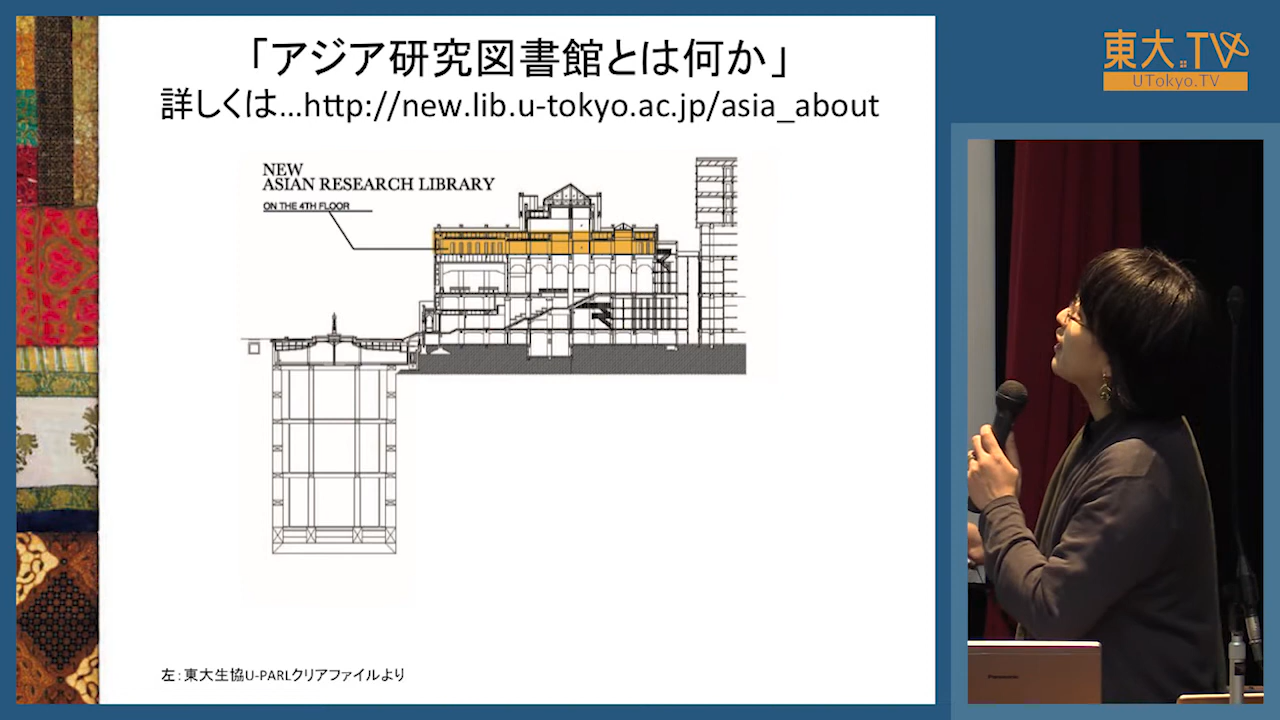 「アジア研究図書館とは何か」
詳しくは…http://new.lib.u-tokyo.ac.jp/asia_about
NEW
ASIAN RESEARCH LIBRARY
ON THE 4TH FLOOR
左：東大生協U-PARLクリアファイルより
東大.TV
UTokyo.TV
Panasonic